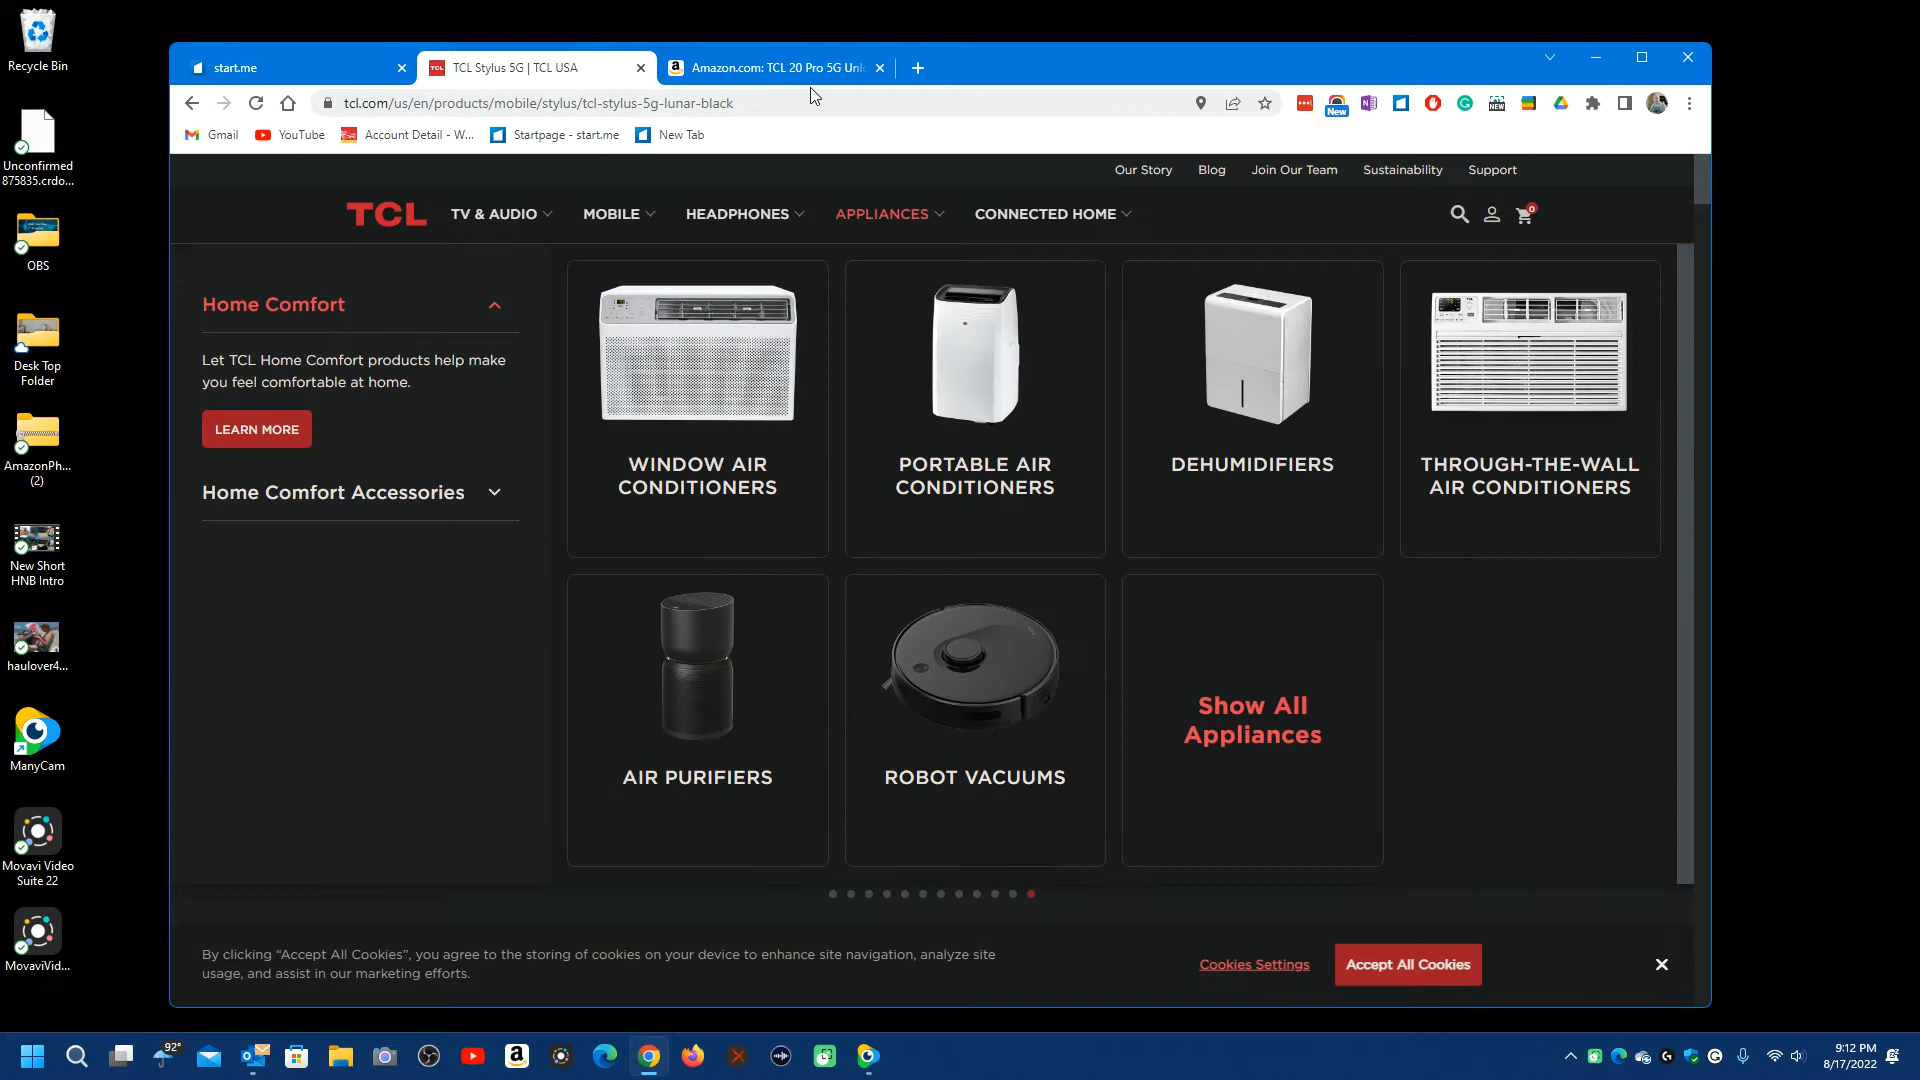 Recycle Bin
Unconfirmed
875835.crdo...
OBS
Desk Top
Folder
AmazonPh...
(2)
New Short
HNB Intro
haulover4...
ManyCam
Movavi Video
Suite 22
MovaviVid...
start.me
TCL Stylus 5G | TCL USA
Amazon.com: TCL 20 Pro 5G Unl
tcl.com/us/en/products/mobile/stylus/tcl-stylus-5g-lunar-black
New
NEW
Gmail
YouTube
Account Detail - W...
Startpage - start.me
New Tab
Our Story
Blog
Join Our Team
Sustainability
Support
TCL
TV & AUDIO
MOBILE
HEADPHONES
APPLIANCES
CONNECTED HOME
0
Home Comfort
Let TCL Home Comfort products help make
you feel comfortable at home.
LEARN MORE
Home Comfort Accessories
WINDOW AIR
CONDITIONERS
PORTABLE AIR
CONDITIONERS
DEHUMIDIFIERS
THROUGH-THE-WALL
AIR CONDITIONERS
AIR PURIFIERS
ROBOT VACUUMS
Show All
Appliances
By clicking “Accept All Cookies”, you agree to the storing of cookies on your device to enhance site navigation, analyze site
usage, and assist in our marketing efforts.
Cookies Settings
Accept All Cookies
92°
9:12 PM
8/17/2022